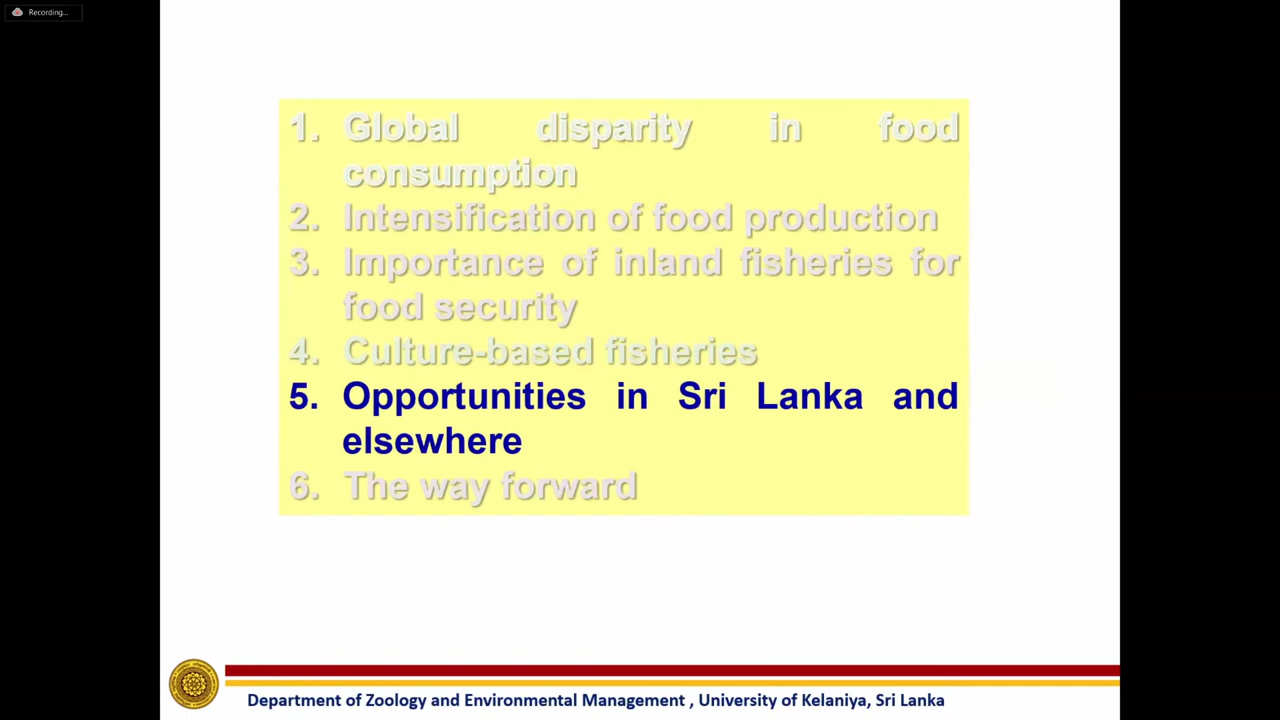 Recording...
1. Global disparity in food
consumption
2. Intensification of food production
3. Importance of inland fisheries for
food security
4. Culture-based fisheries
5. Opportunities in Sri Lanka and
elsewhere
6. The way forward
Department of Zoology and Environmental Management , University of Kelaniya, Sri Lanka